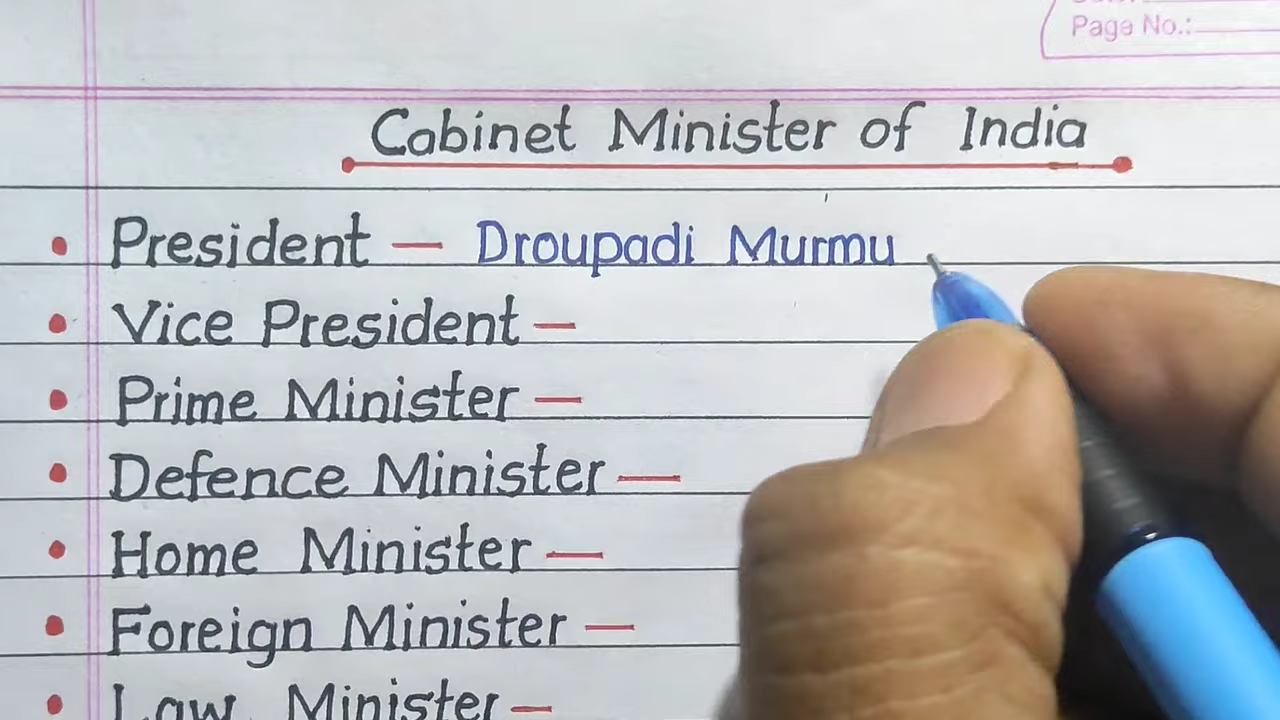 Page No.:
Cabinet Minister of India
• President — Droupadi Murmu
• Vice President —
• Prime Minister —
• Defence Minister —
• Home Minister —
• Foreign Minister —
• Law Minister —